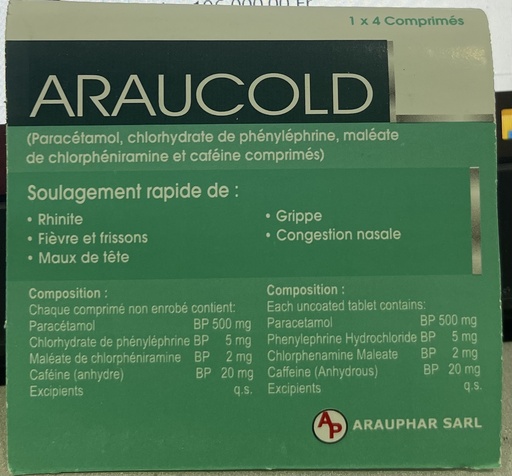 1 x 4 Comprimés
ARAUCOLD
(Paracétamol, chlorhydrate de phényléphrine, maléate
de chlorphéniramine et caféine comprimés)
Soulagement rapide de :
• Rhinite
• Fièvre et frissons
• Maux de tête
• Grippe
• Congestion nasale
Composition :
Chaque comprimé non enrobé contient:
Paracétamol BP 500 mg
Chlorhydrate de phényléphrine BP 5 mg
Maléate de chlorphéniramine BP 2 mg
Caféine (anhydre) BP 20 mg
Excipients q.s.
Composition :
Each uncoated tablet contains:
Paracetamol BP 500 mg
Phenylephrine Hydrochloride BP 5 mg
Chlorphenamine Maleate BP 2 mg
Caffeine (Anhydrous) BP 20 mg
Excipients q.s.
AP ARAUPHAR SARL